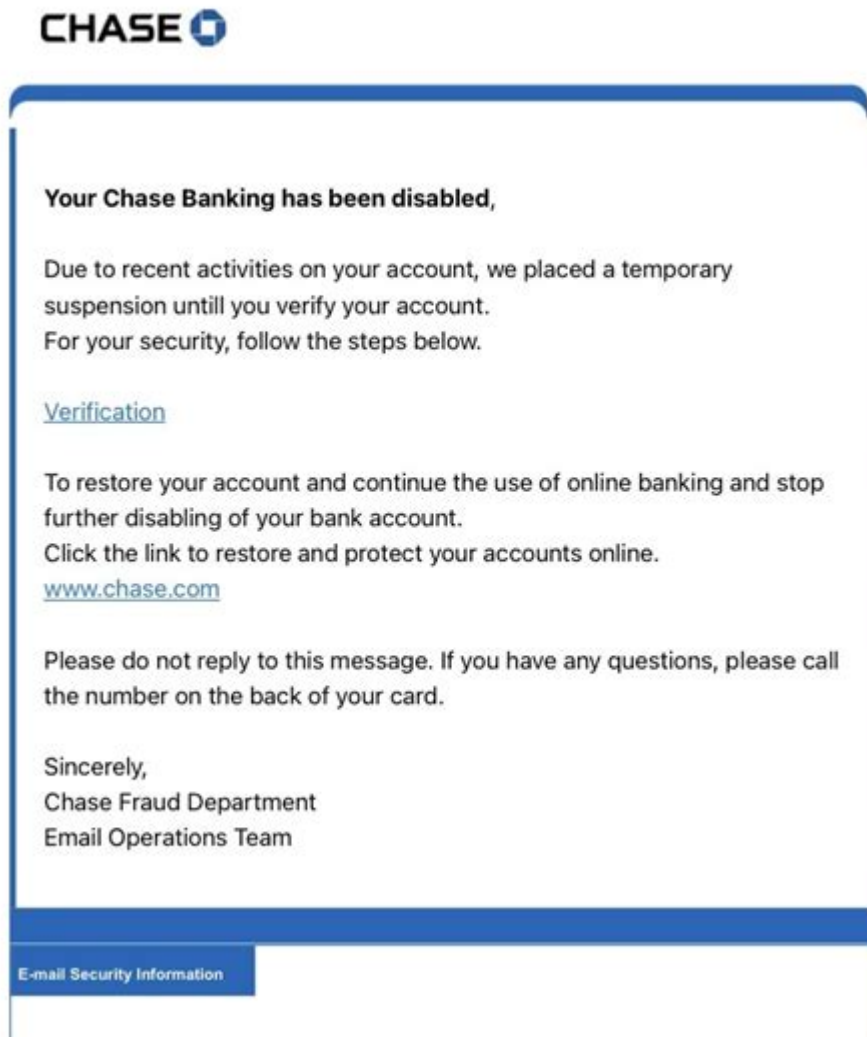 CHASE
Your Chase Banking has been disabled,
Due to recent activities on your account, we placed a temporary
suspension untill you verify your account.
For your security, follow the steps below.
Verification
To restore your account and continue the use of online banking and stop
further disabling of your bank account.
Click the link to restore and protect your accounts online.
www.chase.com
Please do not reply to this message. If you have any questions, please call
the number on the back of your card.
Sincerely,
Chase Fraud Department
Email Operations Team
E-mail Security Information